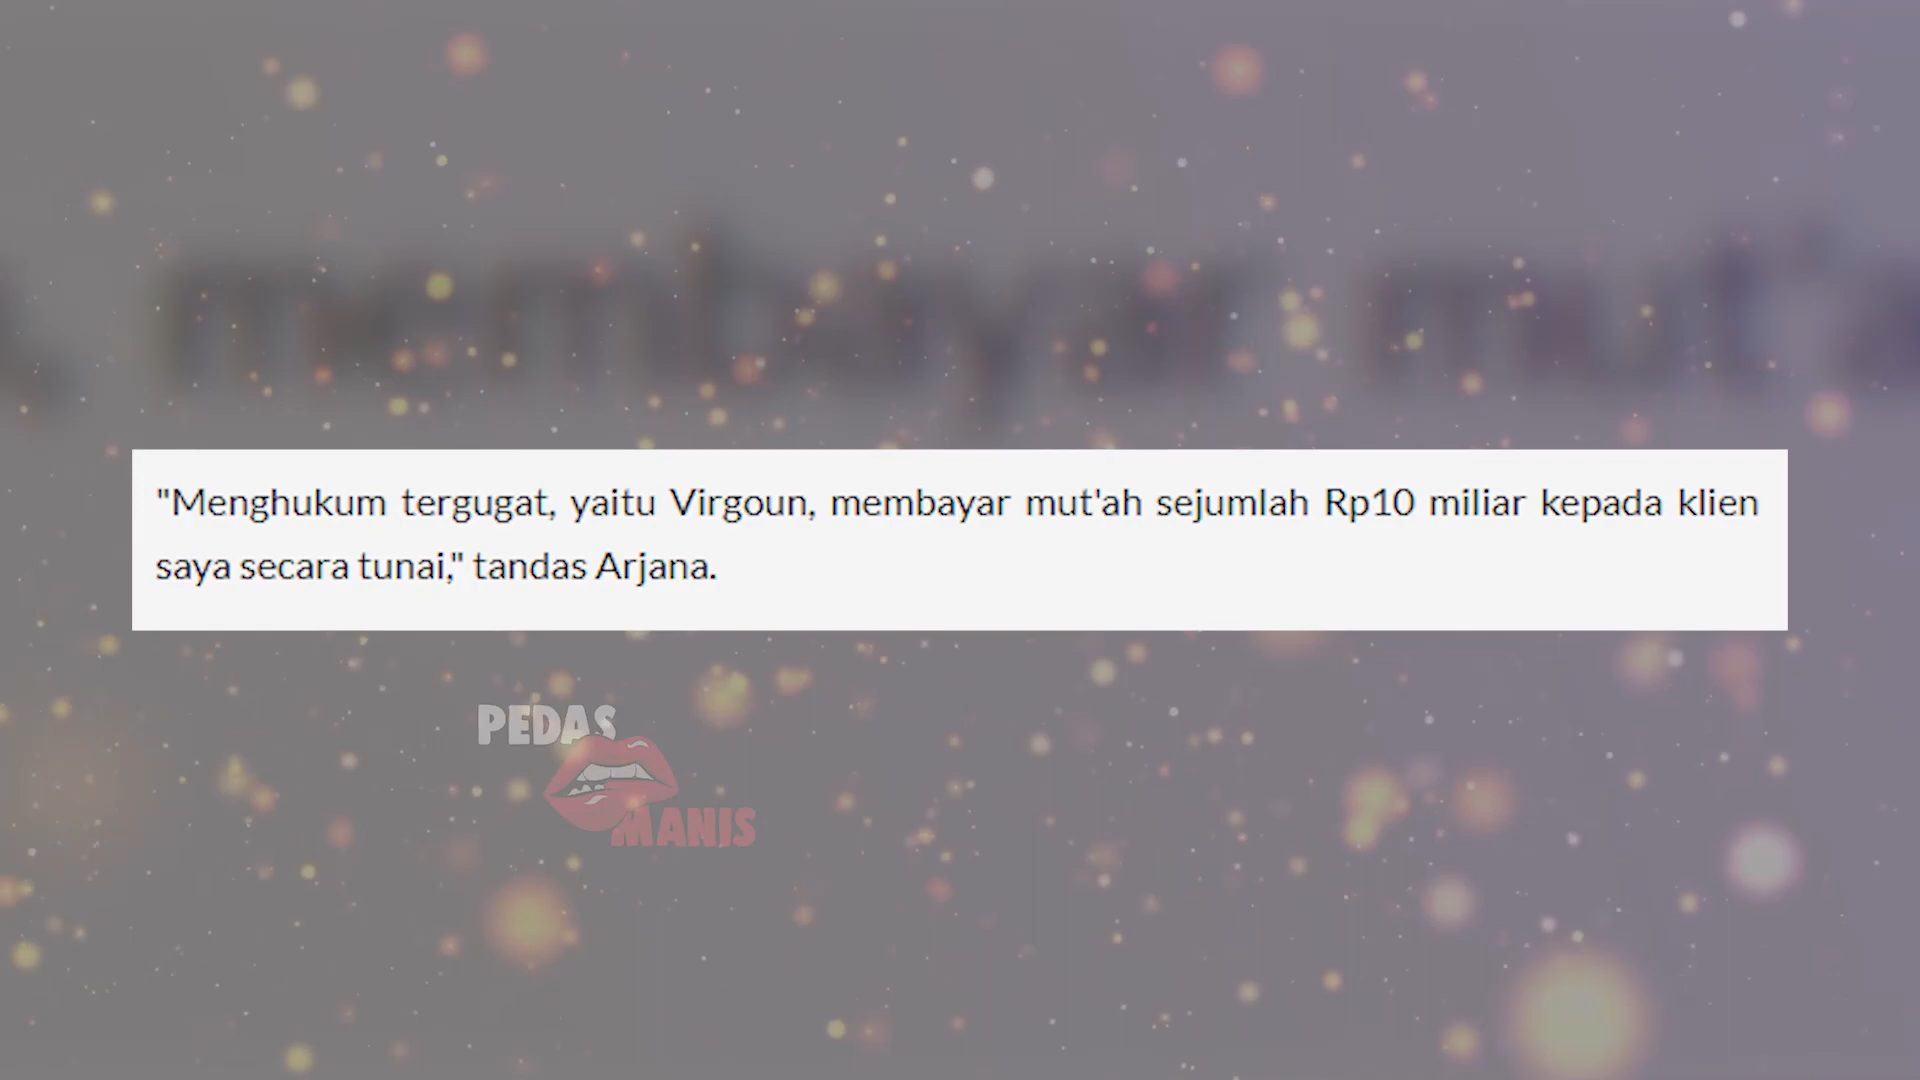 "Menghukum tergugat, yaitu Virgoun, membayar mut'ah sejumlah Rp10 miliar kepada klien
saya secara tunai," tandas Arjana.
PEDAS
MANIS